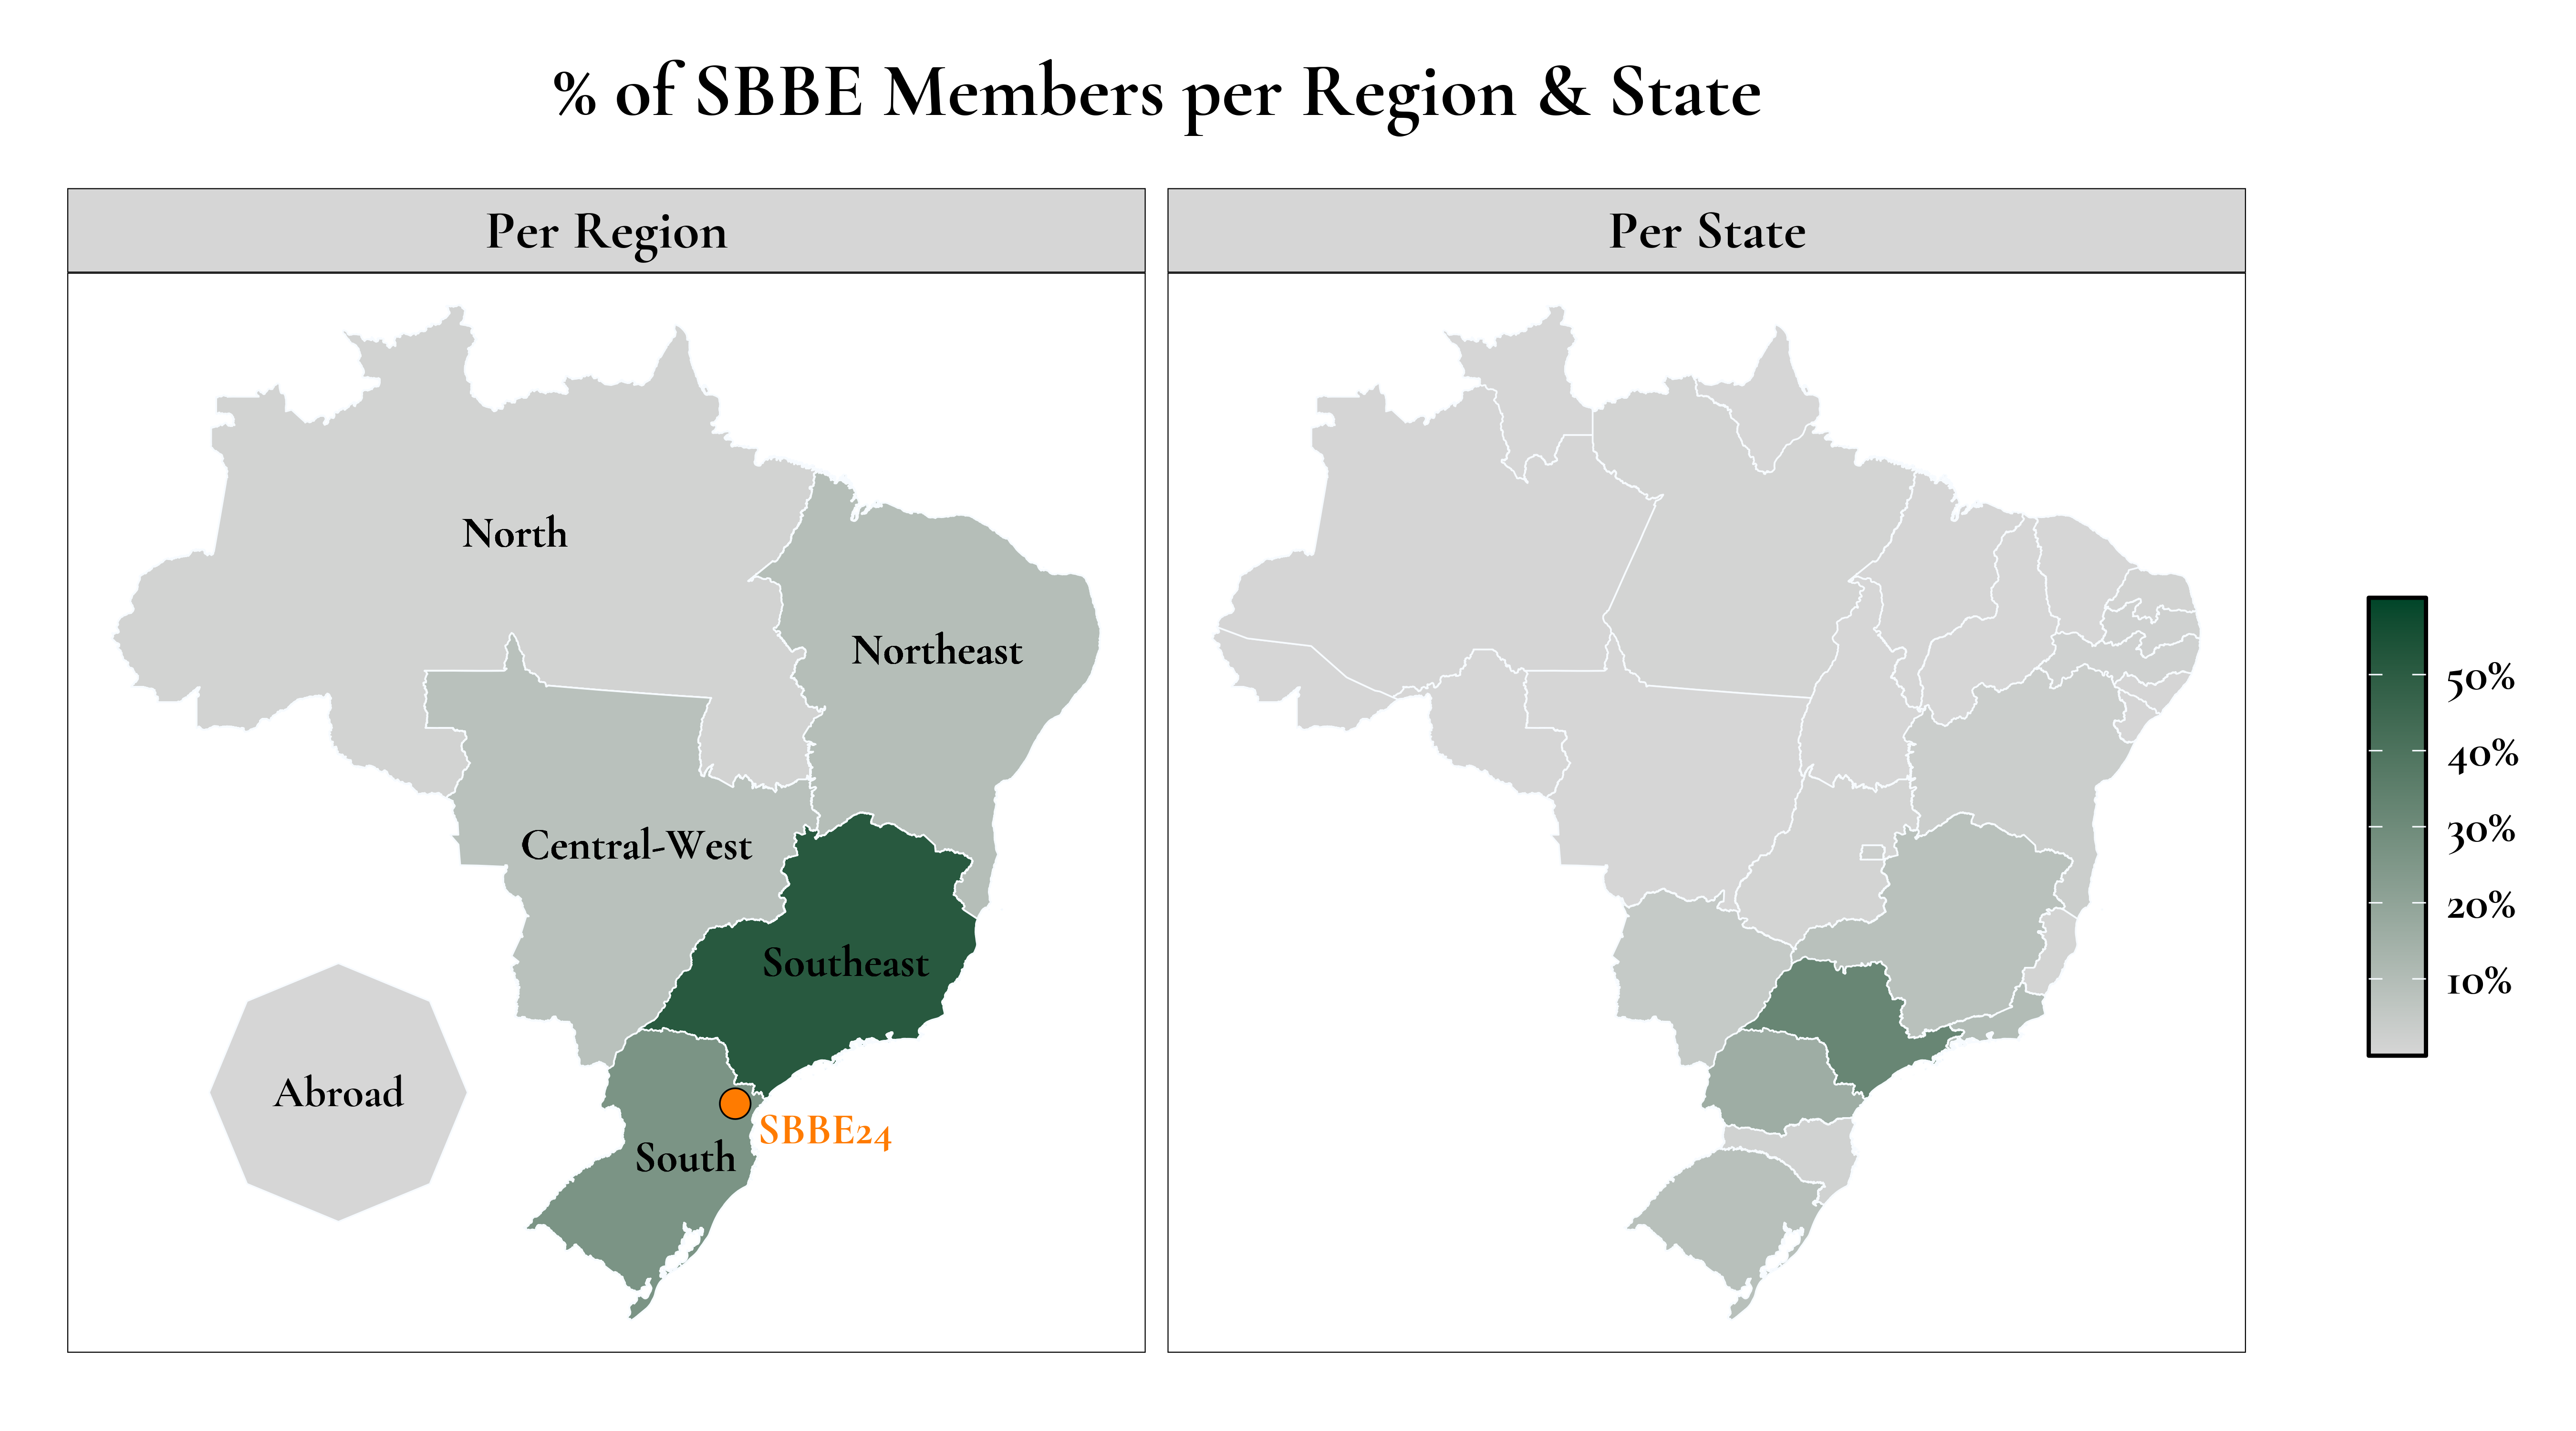 % of SBBE Members per Region & State
Per Region
Per State
North
Northeast
Central-West
Southeast
Abroad
SBBE24
South
50%
40%
30%
20%
10%